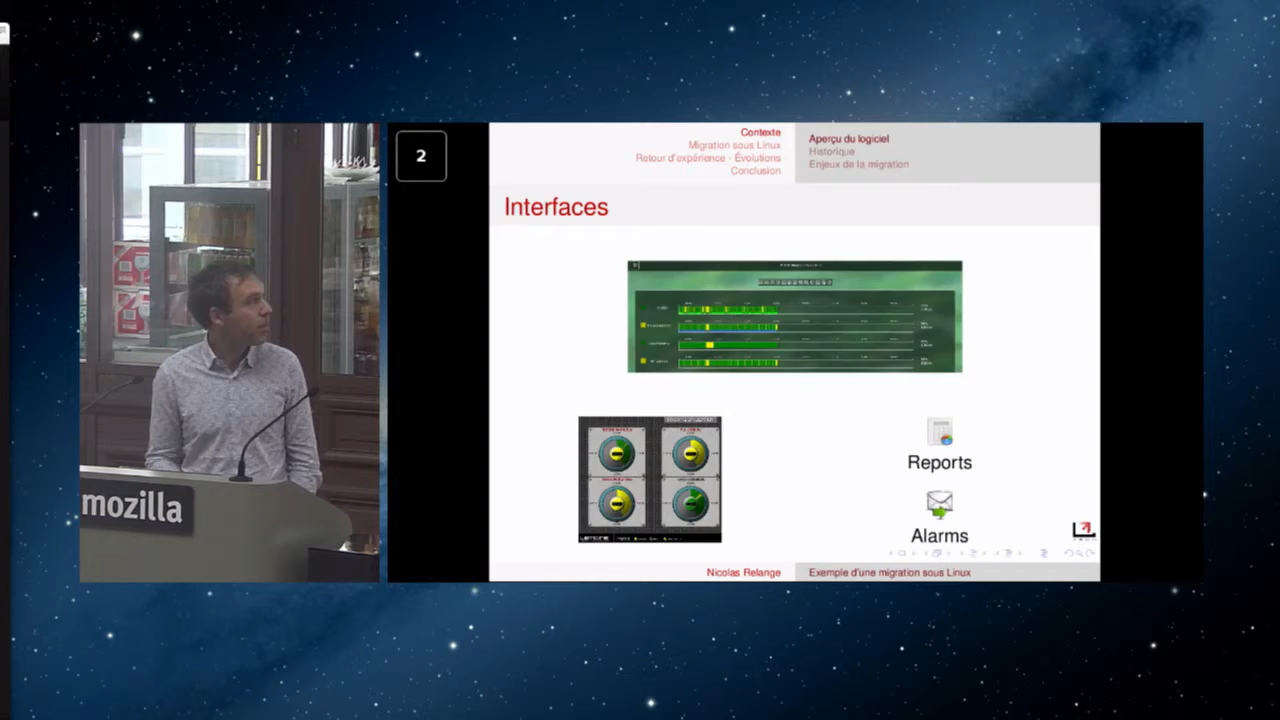 2
Contexte
Migration sous Linux
Retour d'expérience - Évolutions
Conclusion
Aperçu du logiciel
Historique
Enjeux de la migration
Interfaces
Reports
Alarms
mozilla
Nicolas Relange
Exemple d'une migration sous Linux